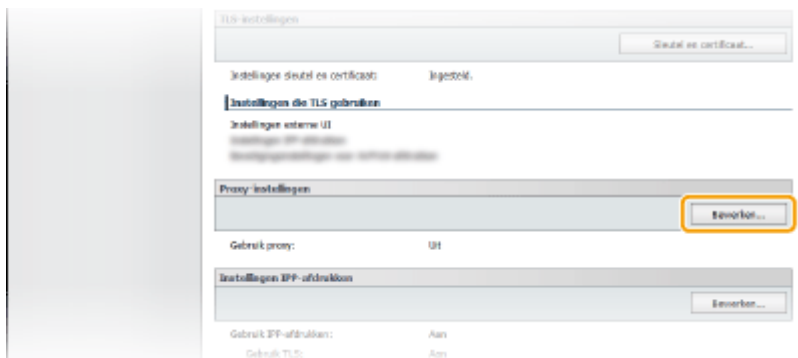 TLS-instellingen
Sleutel en certificaat...
Instellingen sleutel en certificaat: Ingesteld.
Instellingen die TLS gebruiken
Instellingen externe UI
Proxy-instellingen
Bewerken...
Gebruik proxy: Uit
Instellingen IPP-afdrukken
Bewerken...
Gebruik IPP-afdrukken: Aan
Gebruik TLS: Aan